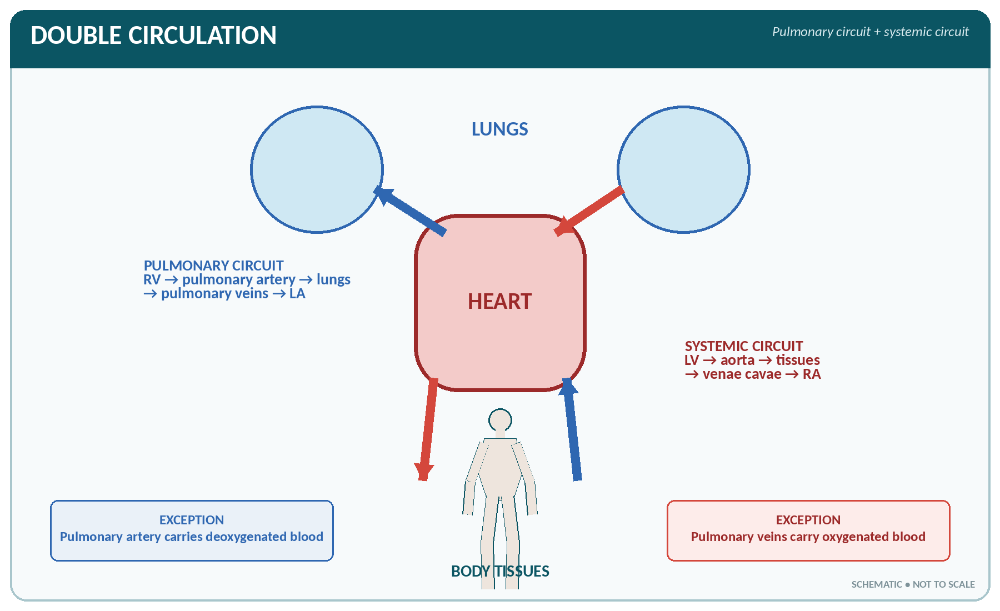 DOUBLE CIRCULATION
Pulmonary circuit + systemic circuit
LUNGS
PULMONARY CIRCUIT
RV → pulmonary artery → lungs
→ pulmonary veins → LA
HEART
SYSTEMIC CIRCUIT
LV → aorta → tissues
→ venae cavae → RA
EXCEPTION
Pulmonary artery carries deoxygenated blood
EXCEPTION
Pulmonary veins carry oxygenated blood
BODY TISSUES
SCHEMATIC ● NOT TO SCALE